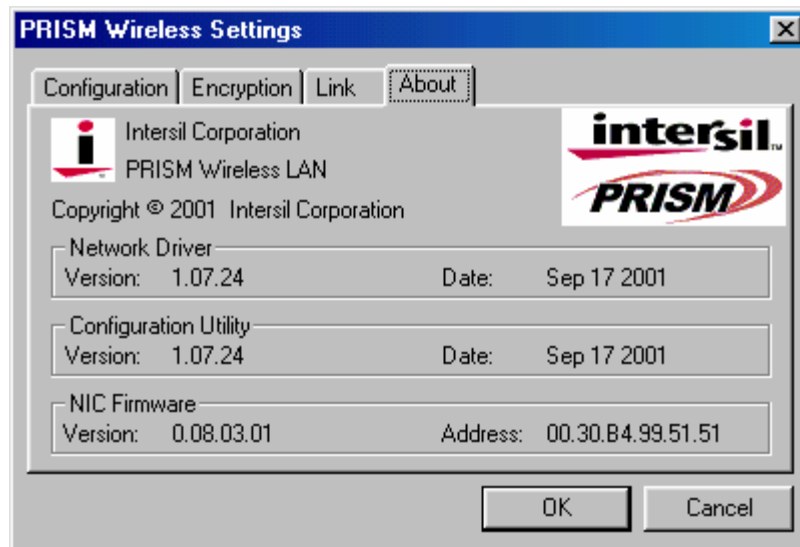 PRISM Wireless Settings
Configuration Encryption Link About
Intersil Corporation
PRISM Wireless LAN
intersil™
PRISM
Copyright © 2001 Intersil Corporation
Network Driver
Version: 1.07.24 Date: Sep 17 2001
Configuration Utility
Version: 1.07.24 Date: Sep 17 2001
NIC Firmware
Version: 0.08.03.01 Address: 00.30.B4.99.51.51
OK Cancel